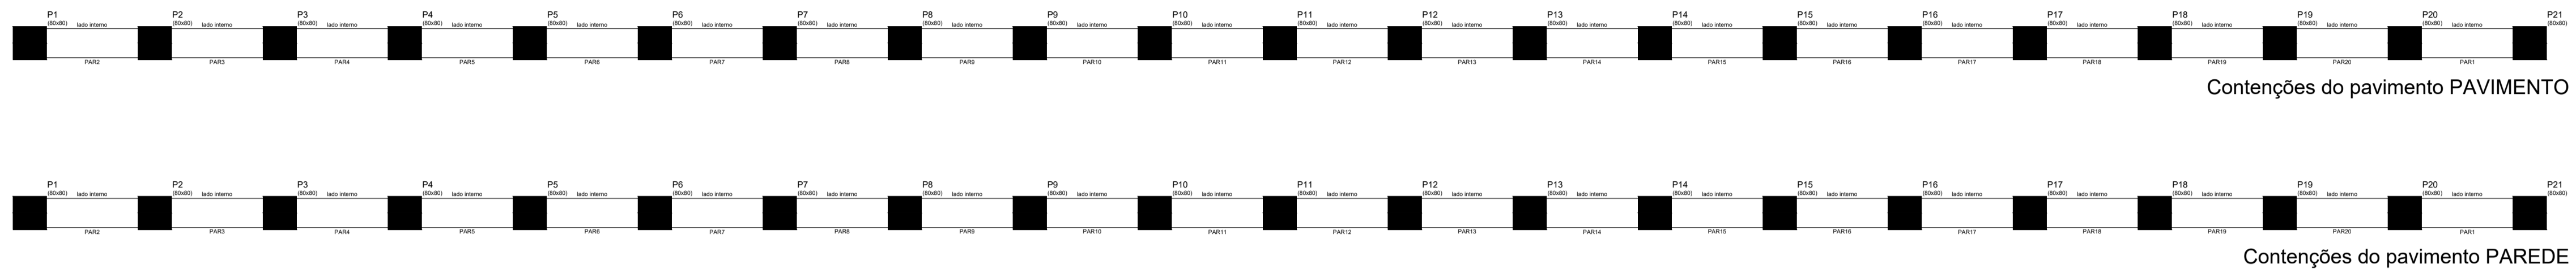 P1 P2 P3 P4 P5 P6 P7 P8 P9 P10 P11 P12 P13 P14 P15 P16 P17 P18 P19 P20 P21
(80x80) lado interno (80x80) lado interno (80x80) lado interno (80x80) lado interno (80x80) lado interno (80x80) lado interno (80x80) lado interno (80x80) lado interno (80x80) lado interno (80x80) lado interno (80x80) lado interno (80x80) lado interno (80x80) lado interno (80x80) lado interno (80x80) lado interno (80x80) lado interno (80x80) lado interno (80x80) lado interno (80x80) lado interno (80x80) lado interno (80x80)
PAR2 PAR3 PAR4 PAR5 PAR6 PAR7 PAR8 PAR9 PAR10 PAR11 PAR12 PAR13 PAR14 PAR15 PAR16 PAR17 PAR18 PAR19 PAR20 PAR1
Contenções do pavimento PAVIMENTO
P1 P2 P3 P4 P5 P6 P7 P8 P9 P10 P11 P12 P13 P14 P15 P16 P17 P18 P19 P20 P21
(80x80) lado interno (80x80) lado interno (80x80) lado interno (80x80) lado interno (80x80) lado interno (80x80) lado interno (80x80) lado interno (80x80) lado interno (80x80) lado interno (80x80) lado interno (80x80) lado interno (80x80) lado interno (80x80) lado interno (80x80) lado interno (80x80) lado interno (80x80) lado interno (80x80) lado interno (80x80) lado interno (80x80) lado interno (80x80) lado interno (80x80)
PAR2 PAR3 PAR4 PAR5 PAR6 PAR7 PAR8 PAR9 PAR10 PAR11 PAR12 PAR13 PAR14 PAR15 PAR16 PAR17 PAR18 PAR19 PAR20 PAR1
Contenções do pavimento PAREDE